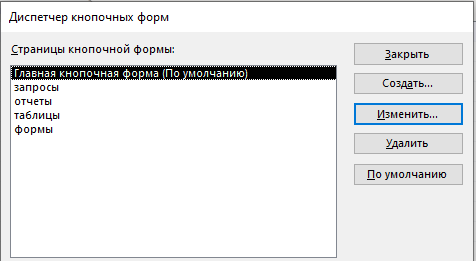 Диспетчер кнопочных форм
Страницы кнопочной формы:
Главная кнопочная форма (По умолчанию)
запросы
отчеты
таблицы
формы
Закрыть
Создать...
Изменить...
Удалить
По умолчанию